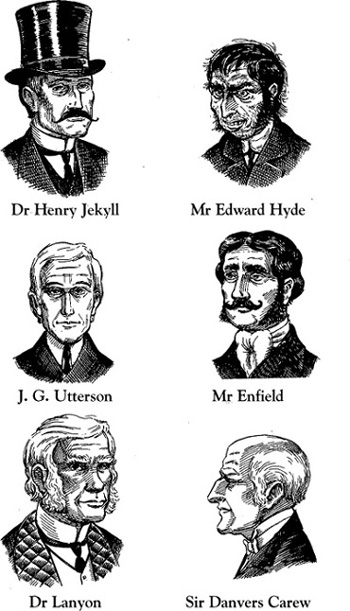 Dr Henry Jekyll
Mr Edward Hyde
J. G. Utterson
Mr Enfield
Dr Lanyon
Sir Danvers Carew